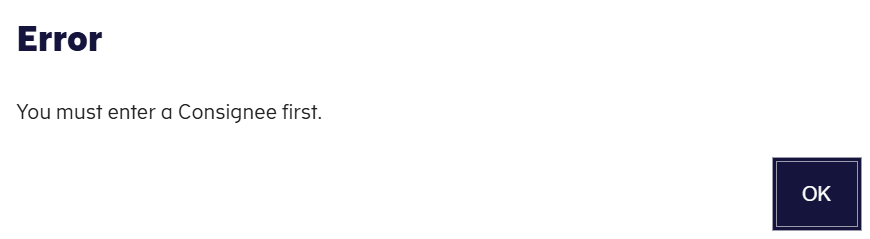 Error
You must enter a Consignee first.
OK